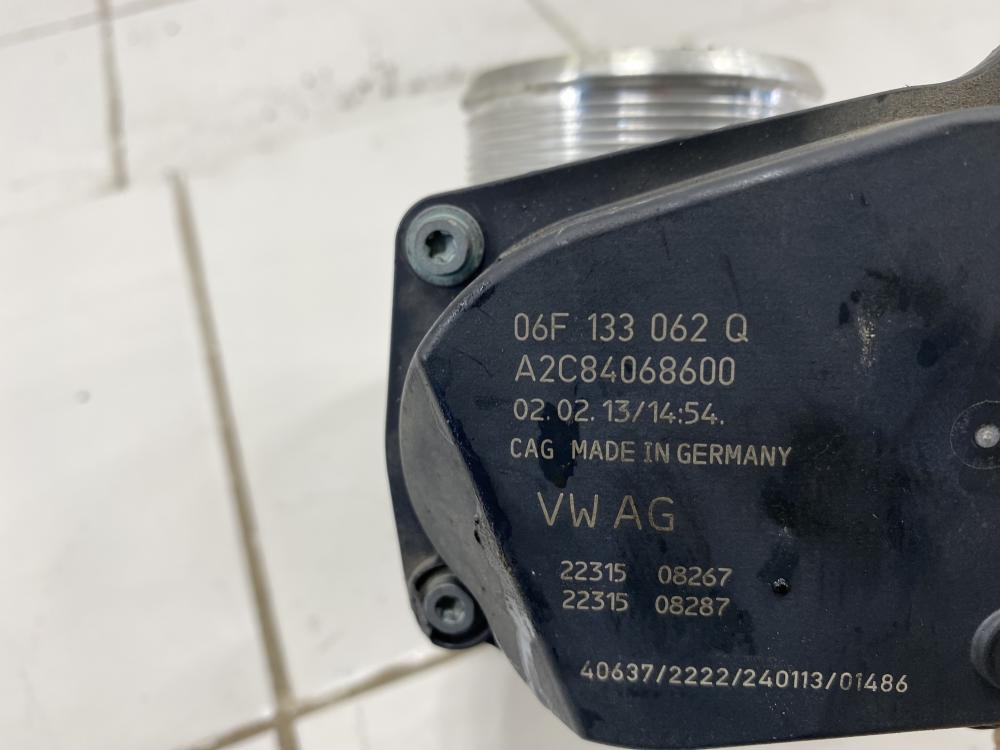 06F 133 062 Q
A2C84068600
02.02.13/14:54.
CAG MADE IN GERMANY
VW AG
22315 08267
22315 08287
40637/2222/240113/01486